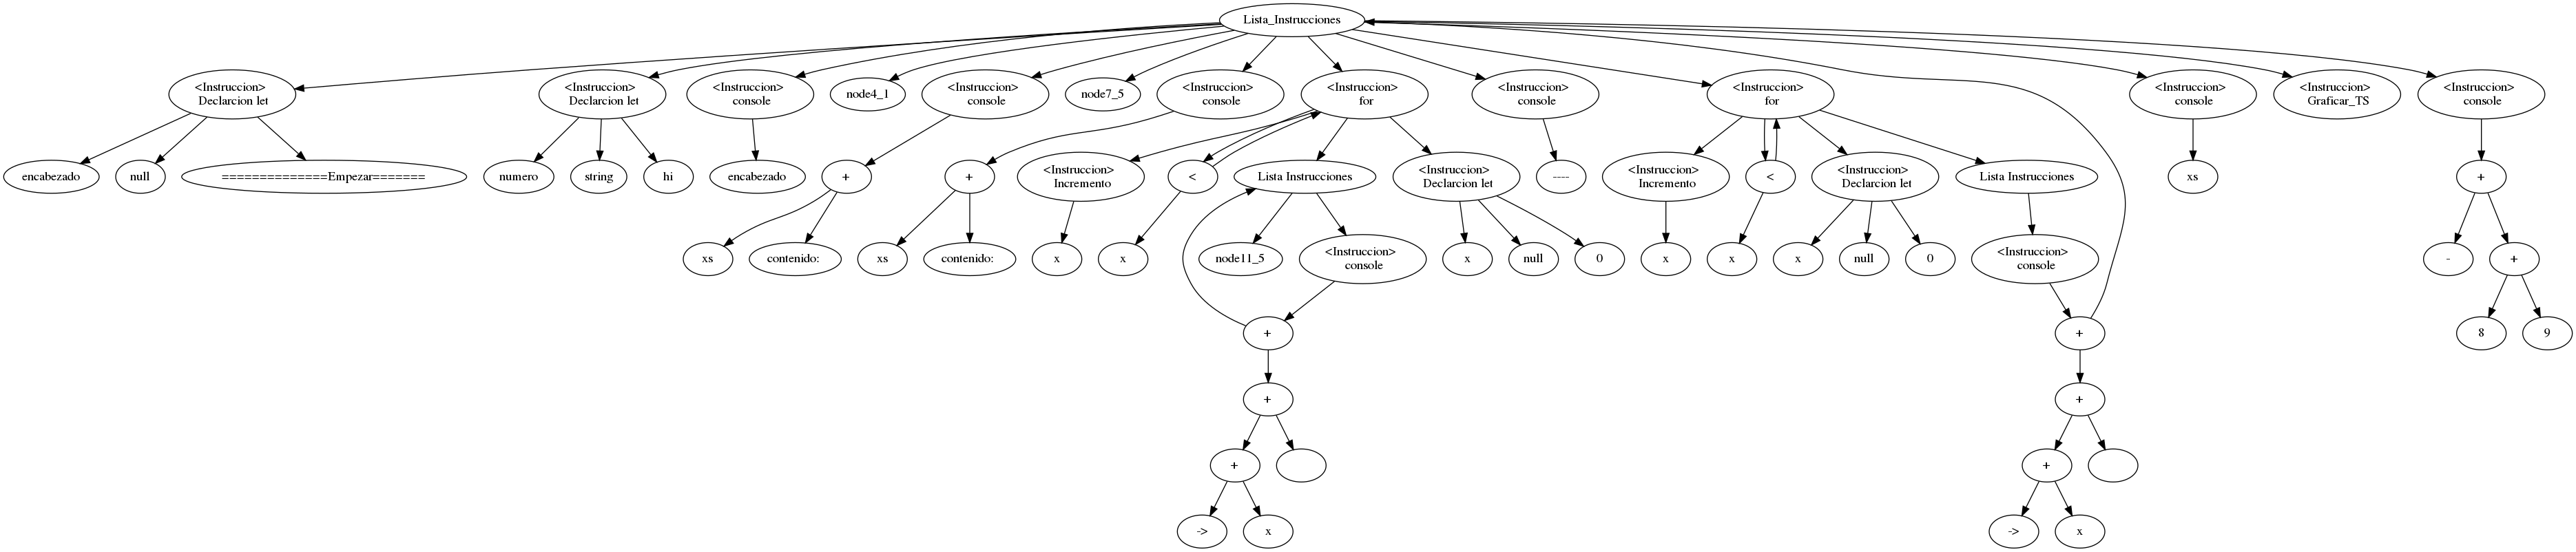 Lista_Instrucciones
<Instruccion>
Declarcion let
<Instruccion>
Declarcion let
<Instruccion>
console
node4_1
<Instruccion>
console
node7_5
<Instruccion>
console
<Instruccion>
for
<Instruccion>
console
<Instruccion>
for
<Instruccion>
console
<Instruccion>
Graficar_TS
<Instruccion>
console
encabezado
null
==============Empezar=======
numero
string
hi
encabezado
+
+
<Instruccion>
Incremento
<
Lista Instrucciones
<Instruccion>
Declarcion let
----
<Instruccion>
Incremento
<
<Instruccion>
Declarcion let
Lista Instrucciones
xs
+
xs
contenido:
xs
contenido:
x
x
node11_5
<Instruccion>
console
x
null
0
x
x
x
null
0
<Instruccion>
console
-
+
+
+
8
9
+
+
+
+
->
x
->
x